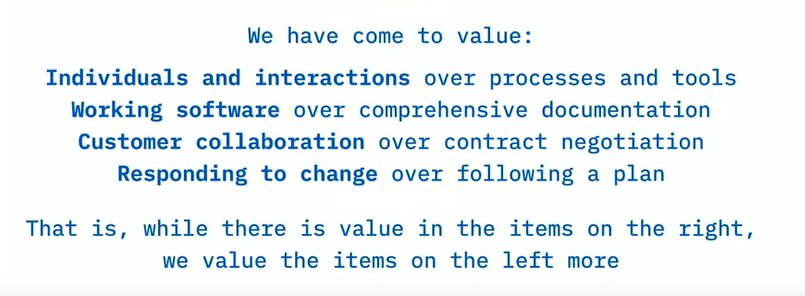 We have come to value:
Individuals and interactions over processes and tools
Working software over comprehensive documentation
Customer collaboration over contract negotiation
Responding to change over following a plan
That is, while there is value in the items on the right,
we value the items on the left more